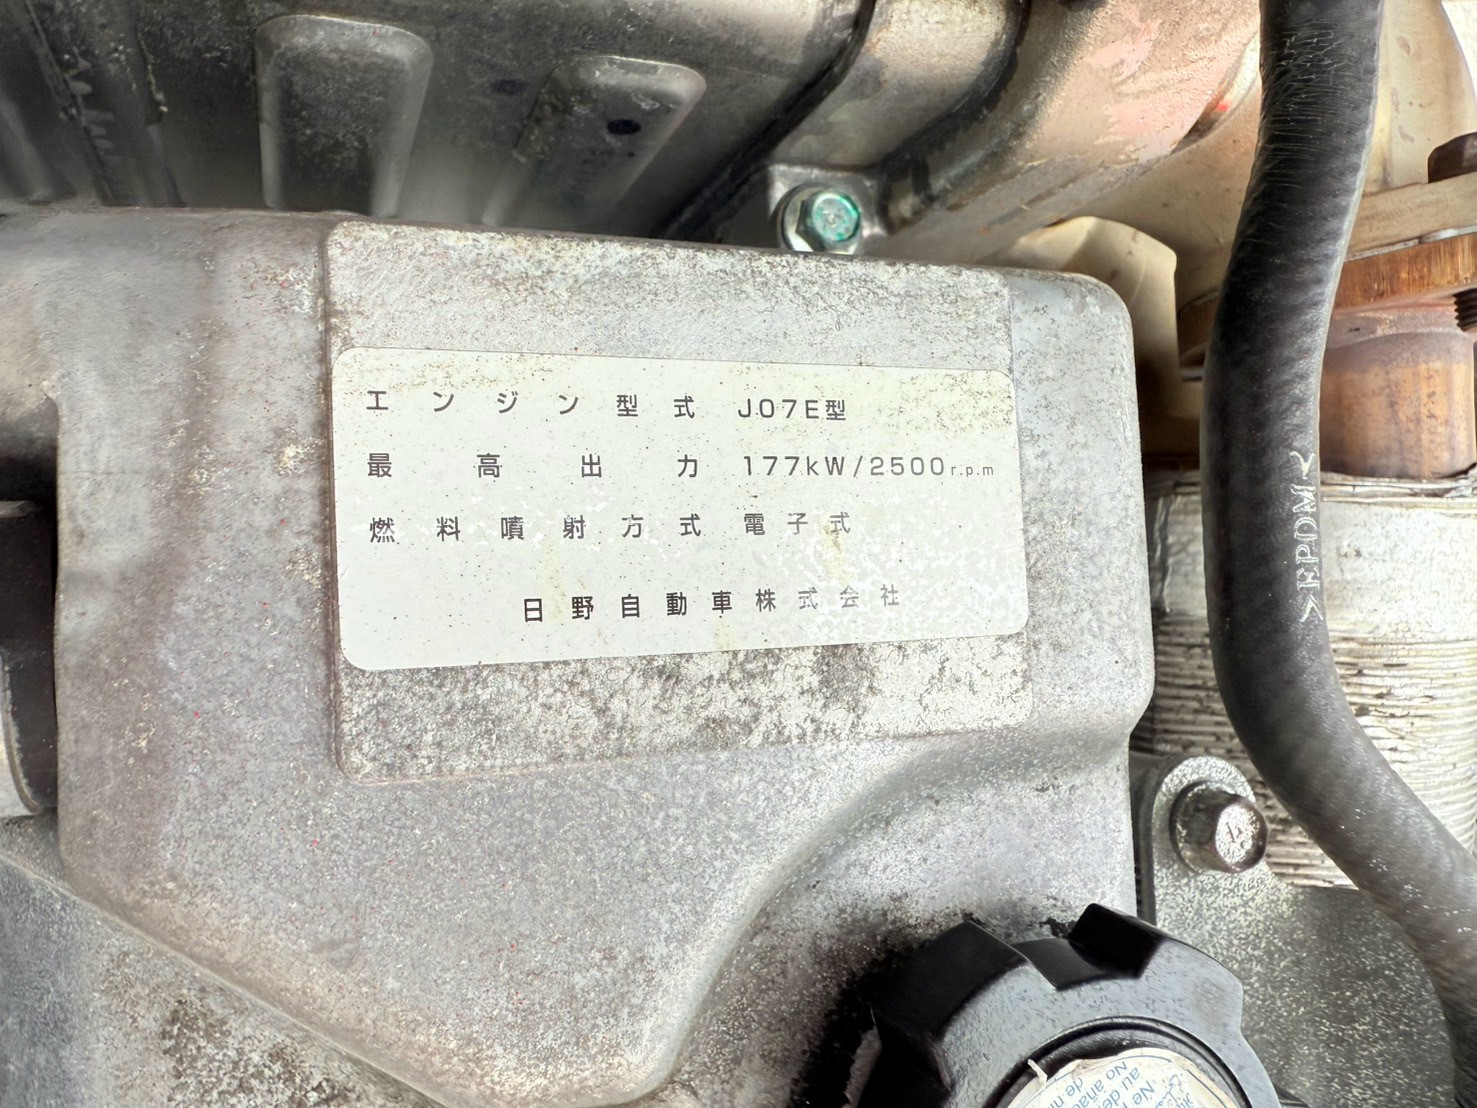 エンジン型式 J07E型
最高出力 177kW/2500r.p.m
燃料噴射方式 電子式
日野自動車株式会社
>EPDM<